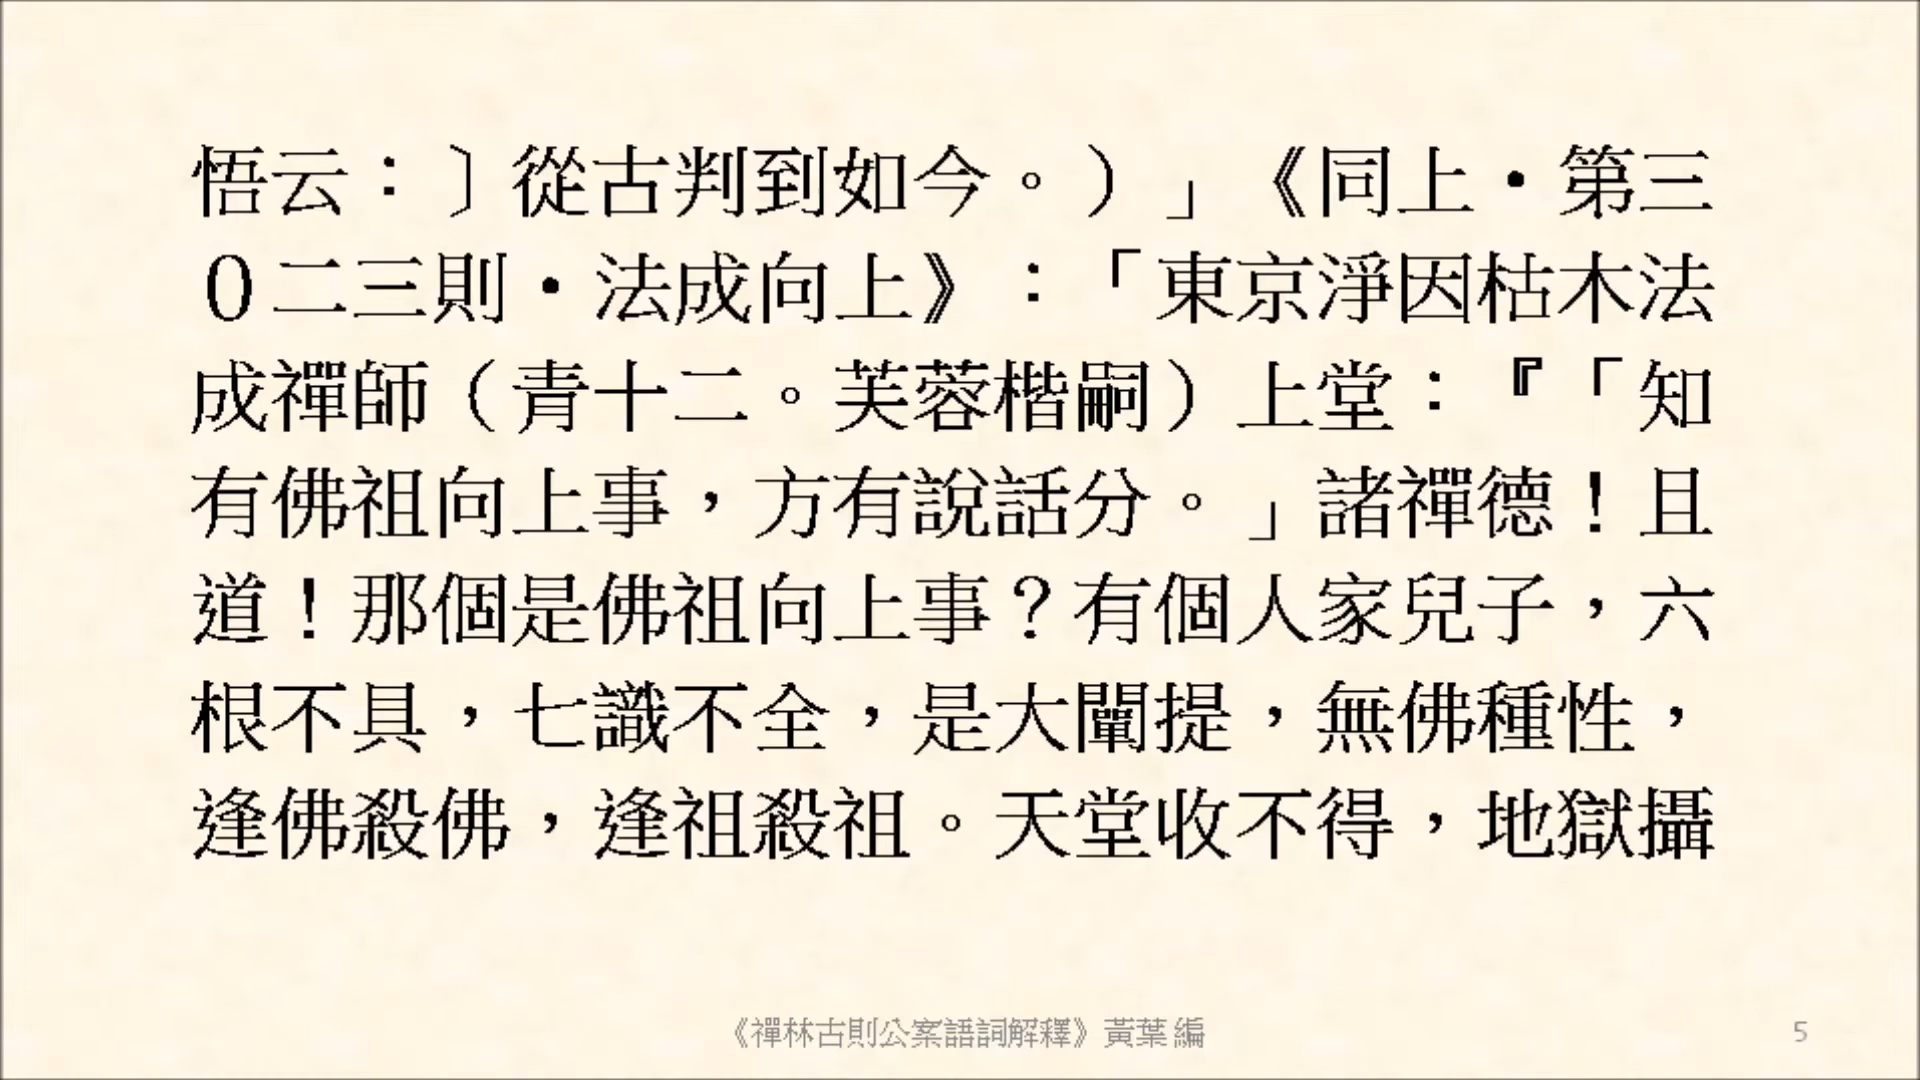 悟云：〕從古判到如今。）」《同上•第三
０二三則•法成向上》：「東京淨因枯木法
成禪師（青十二。芙蓉楷嗣）上堂：『「知
有佛祖向上事，方有說話分。」諸禪德！且
道！那個是佛祖向上事？有個人家兒子，六
根不具，七識不全，是大闡提，無佛種性，
逢佛殺佛，逢祖殺祖。天堂收不得，地獄攝
《禪林古則公案語詞解釋》黃葉 編
5